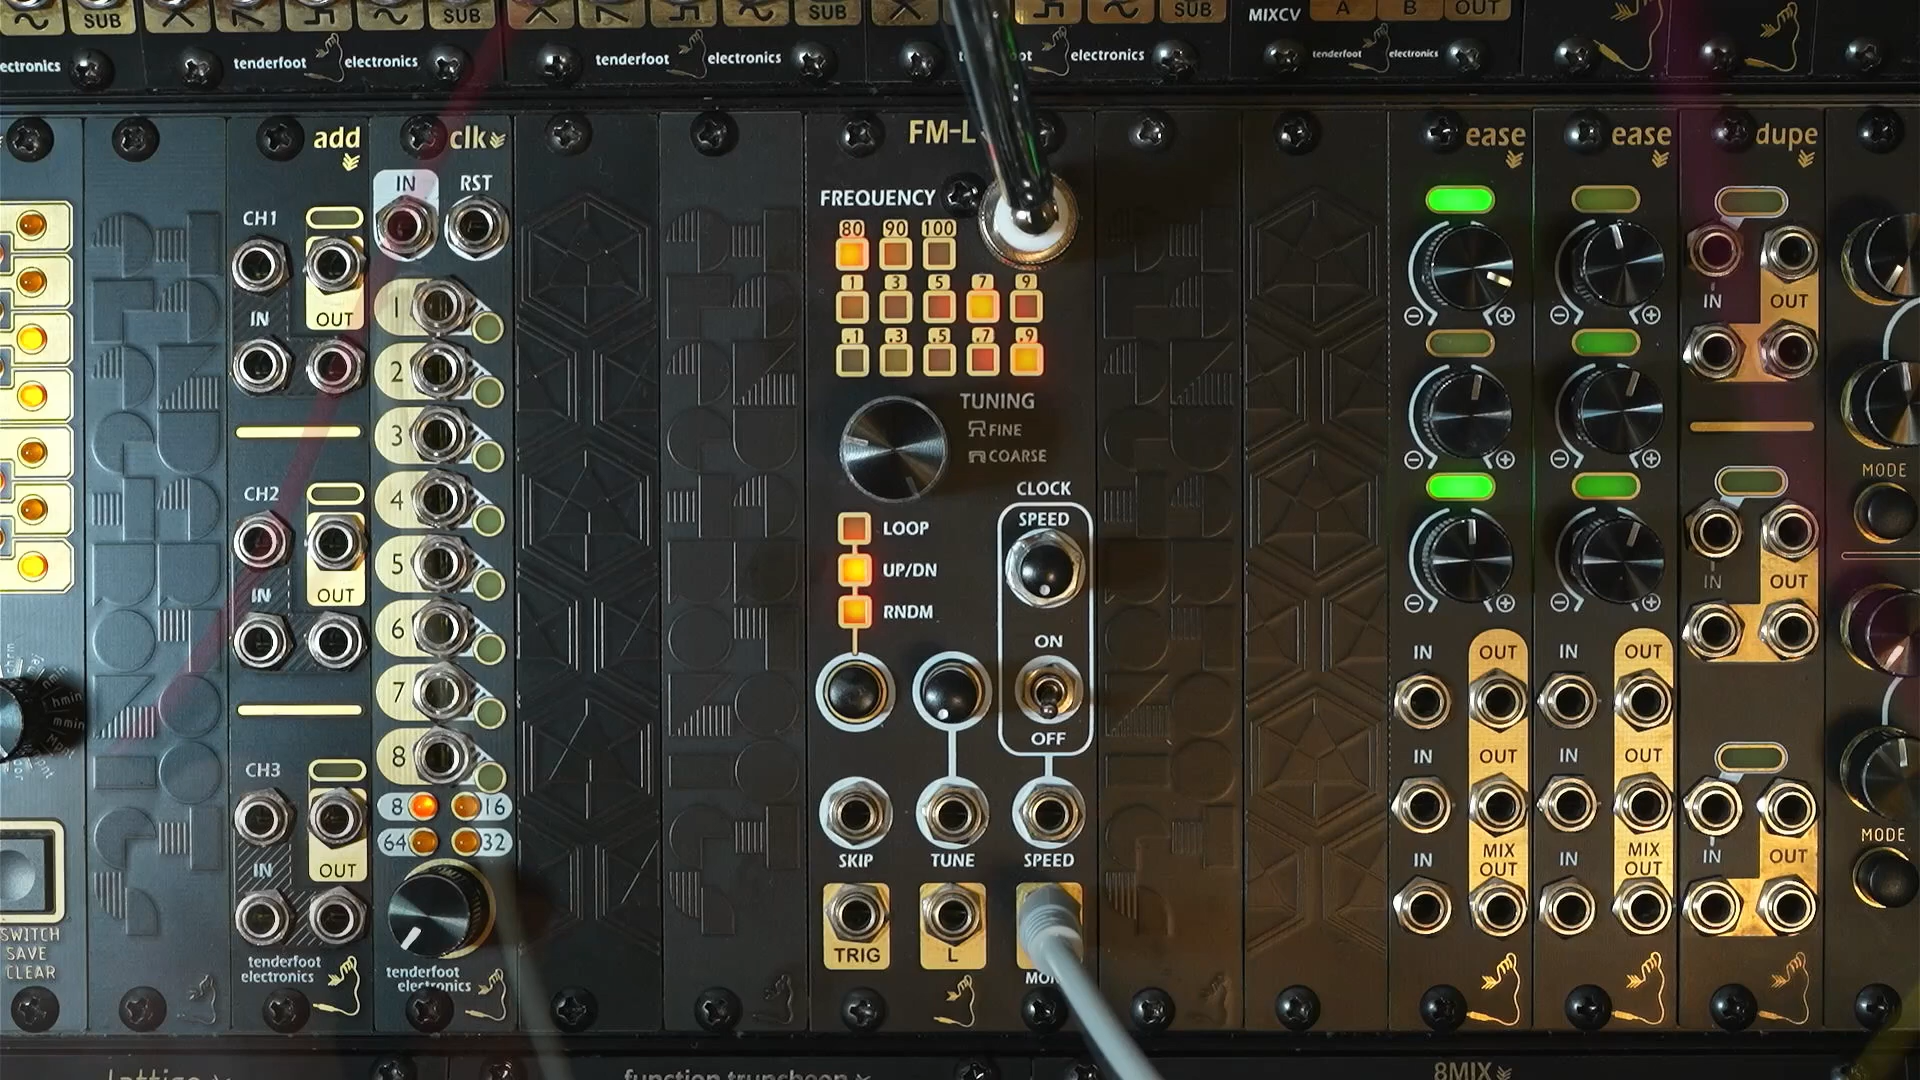 SUB
SUB
SUB
SUB
MIXCV
A
B
OUT
ectronics
tenderfoot electronics
tenderfoot electronics
electronics
tenderfoot electronics
add
CH1
IN
OUT
CH2
IN
OUT
CH3
IN
OUT
tenderfoot
electronics
clk
IN
RST
1
2
3
4
5
6
7
8
8
16
64
32
tenderfoot
electronics
SWITCH
SAVE
CLEAR
hmin
mmin
FM-L
FREQUENCY
80 90 100
1 3 5 7 9
.1 .3 .5 .7 .9
TUNING
FINE
COARSE
CLOCK
SPEED
LOOP
UP/DN
RNDM
ON
OFF
SKIP
TUNE
SPEED
TRIG
L
ease
IN
OUT
IN
OUT
IN
MIX
OUT
ease
IN
OUT
IN
OUT
IN
MIX
OUT
dupe
IN
OUT
IN
OUT
IN
OUT
MODE
MODE
lattice
function truncheon
8MIX